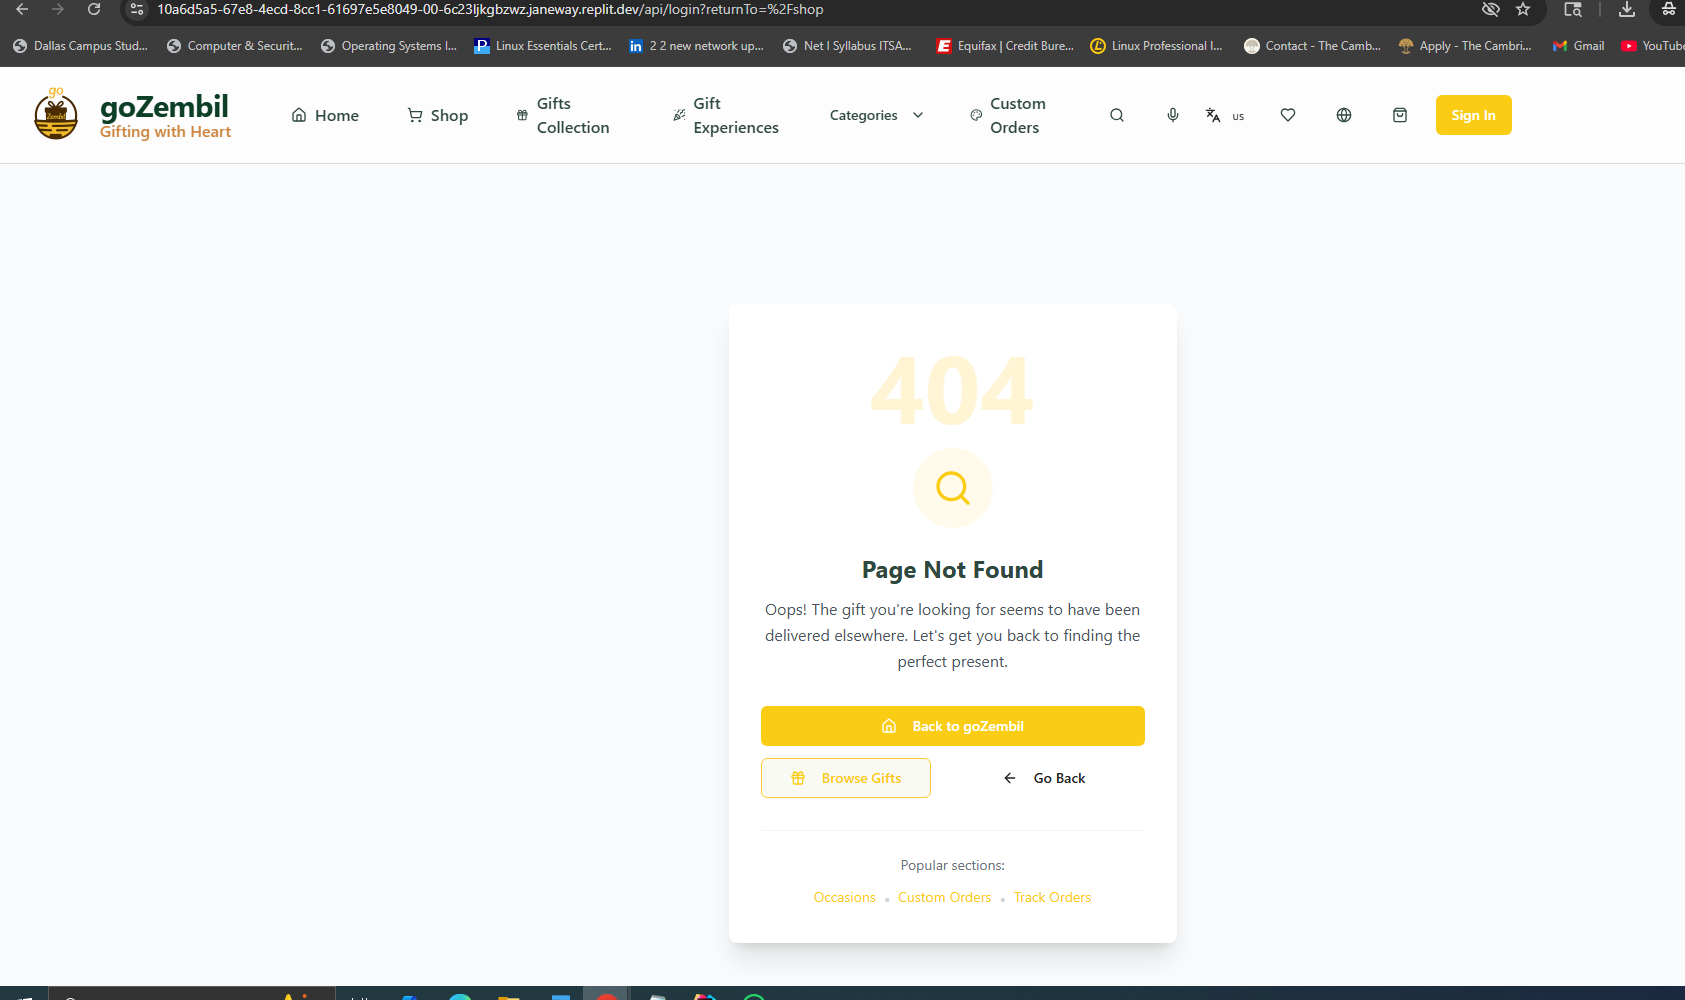 10a6d5a5-67e8-4ecd-8cc1-61697e5e8049-00-6c23ljkgbzwz.janeway.replit.dev/api/login?returnTo=%2Fshop
Dallas Campus Stud... Computer & Securit... Operating Systems I... Linux Essentials Cert... 2 2 new network up... Net I Syllabus ITSA... Equifax | Credit Bure... Linux Professional I... Contact - The Camb... Apply - The Cambri... Gmail YouTube
go
Zembil
goZembil
Gifting with Heart
Home
Shop
Gifts
Collection
Gift
Experiences
Categories
Custom
Orders
US
Sign In
404
Page Not Found
Oops! The gift you're looking for seems to have been
delivered elsewhere. Let's get you back to finding the
perfect present.
Back to goZembil
Browse Gifts
Go Back
Popular sections:
Occasions Custom Orders Track Orders